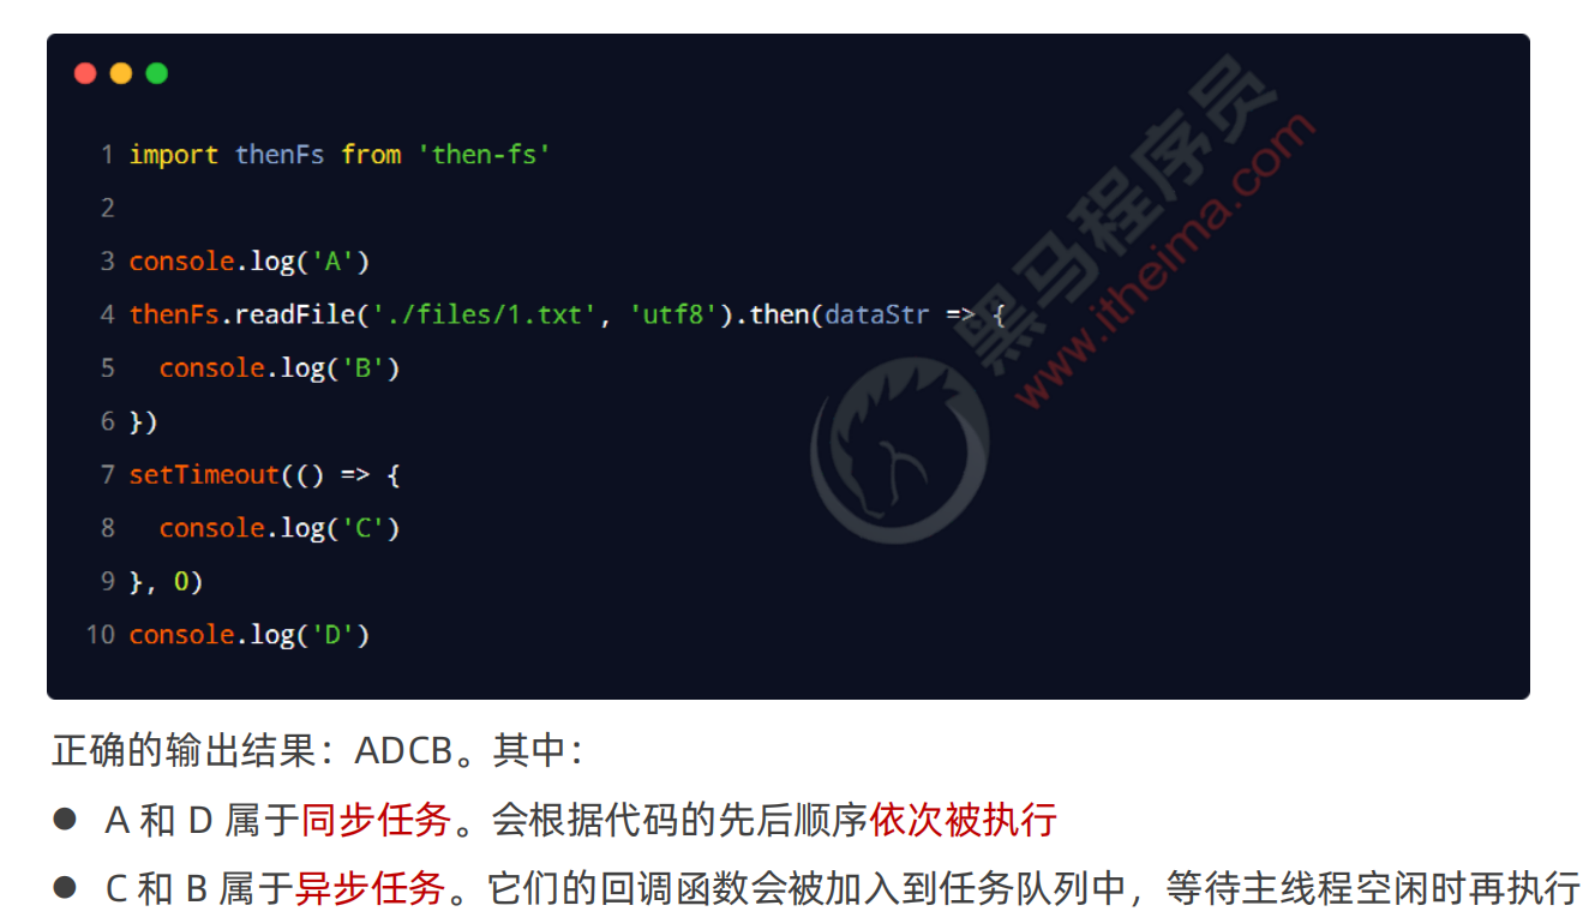 1 import thenFs from 'then-fs'
2
3 console.log('A')
4 thenFs.readFile('./files/1.txt', 'utf8').then(dataStr => {
5   console.log('B')
6 })
7 setTimeout(() => {
8   console.log('C')
9 }, 0)
10 console.log('D')
黑马程序员
www.itheima.com
正确的输出结果：ADCB。其中：
● A 和 D 属于同步任务。会根据代码的先后顺序依次被执行
● C 和 B 属于异步任务。它们的回调函数会被加入到任务队列中，等待主线程空闲时再执行